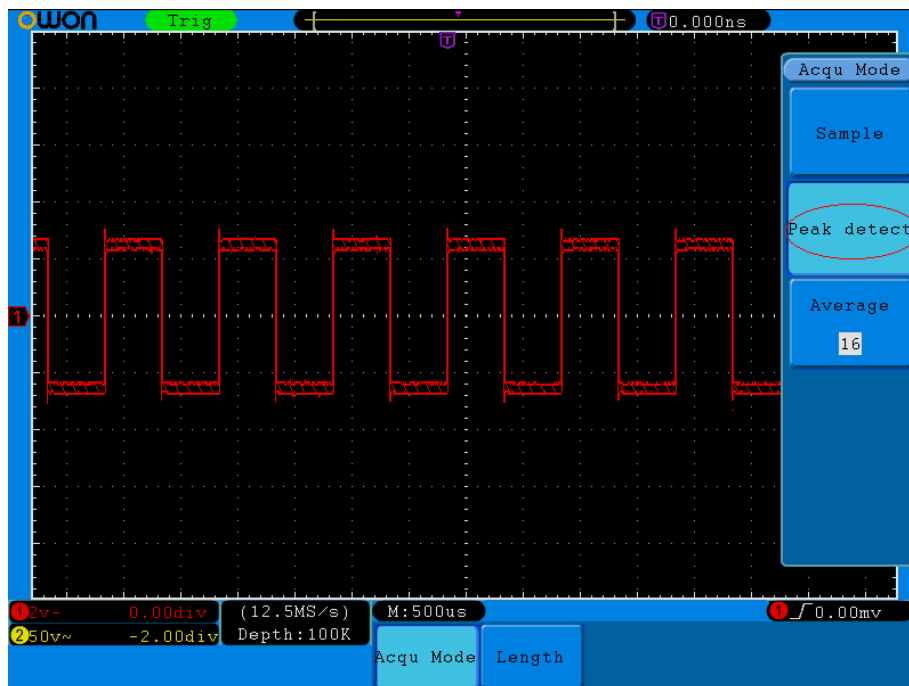 OWON Trig T 0.000ns
T
Acqu Mode
Sample
Peak detect
Average
16
1
1 2v- 0.00div (12.5MS/s) M:500us 1 0.00mv
2 50v~ -2.00div Depth:100K
Acqu Mode Length